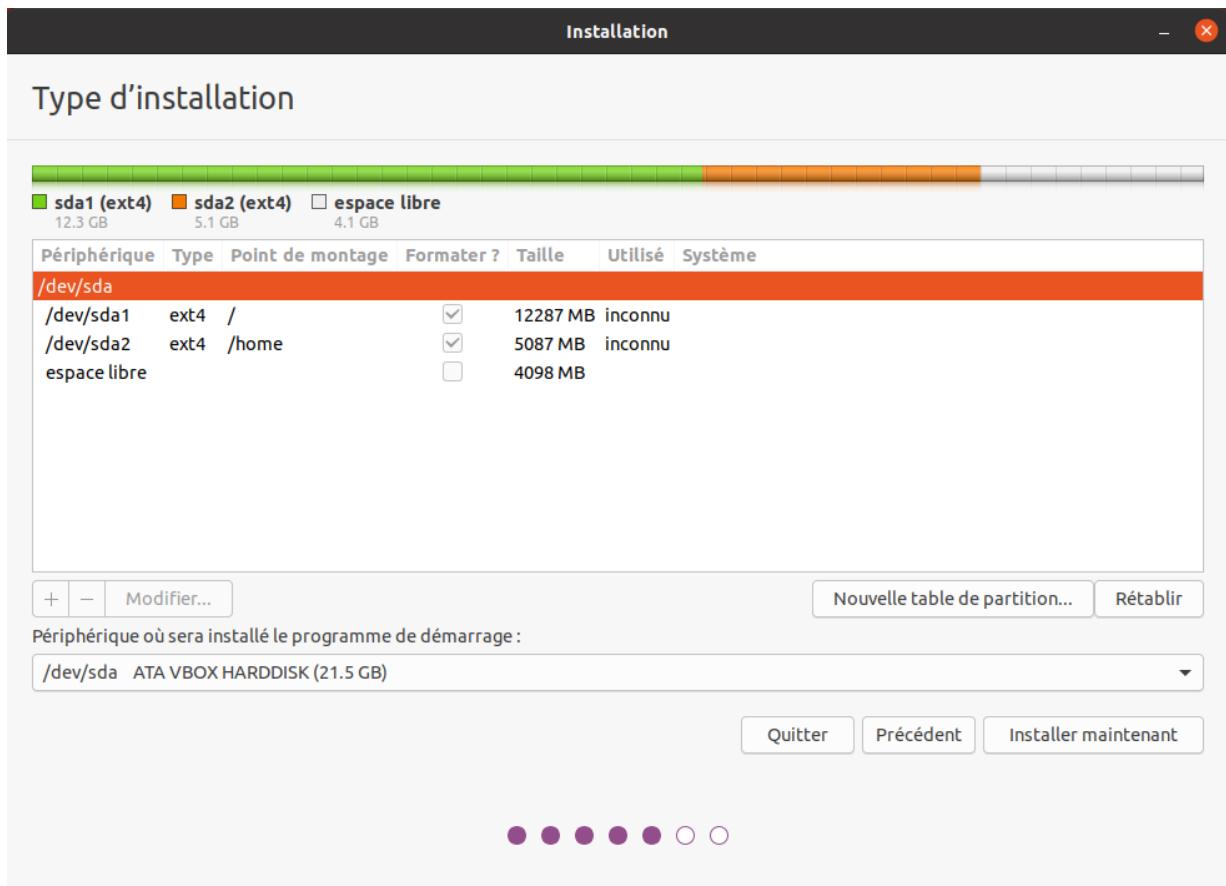 Installation
Type d’installation
sda1 (ext4) sda2 (ext4) espace libre
12.3 GB 5.1 GB 4.1 GB
Périphérique Type Point de montage Formater ? Taille Utilisé Système
/dev/sda
/dev/sda1 ext4 / 12287 MB inconnu
/dev/sda2 ext4 /home 5087 MB inconnu
espace libre 4098 MB
+ − Modifier... Nouvelle table de partition... Rétablir
Périphérique où sera installé le programme de démarrage :
/dev/sda ATA VBOX HARDDISK (21.5 GB)
Quitter Précédent Installer maintenant